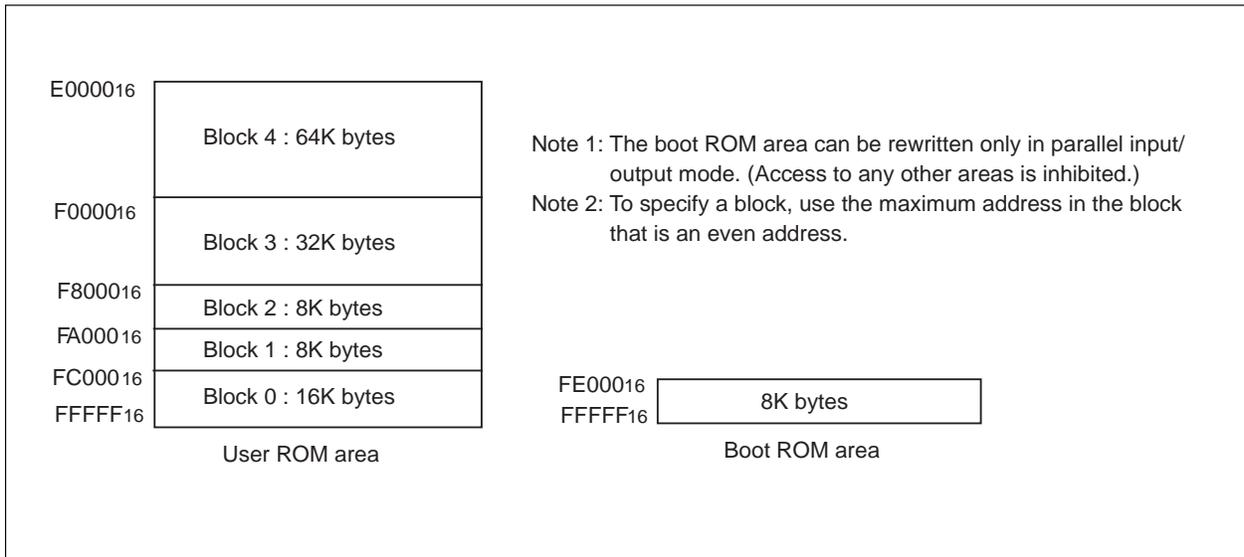 E000016
Block 4 : 64K bytes
F000016
Block 3 : 32K bytes
F800016
Block 2 : 8K bytes
FA00016
Block 1 : 8K bytes
FC00016
Block 0 : 16K bytes
FFFFF16
User ROM area
Note 1: The boot ROM area can be rewritten only in parallel input/
output mode. (Access to any other areas is inhibited.)
Note 2: To specify a block, use the maximum address in the block
that is an even address.
FE00016
8K bytes
FFFFF16
Boot ROM area